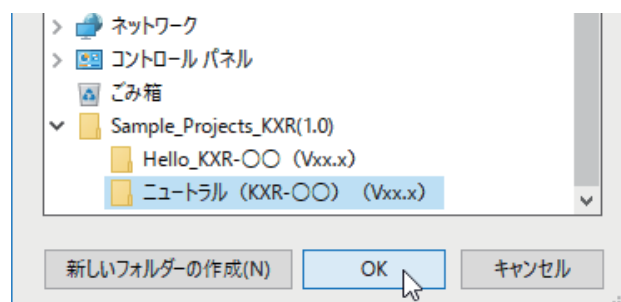 ネットワーク
コントロール パネル
ごみ箱
Sample_Projects_KXR(1.0)
Hello_KXR-〇〇（Vxx.x）
ニュートラル（KXR-〇〇）（Vxx.x）
新しいフォルダーの作成(N) OK キャンセル